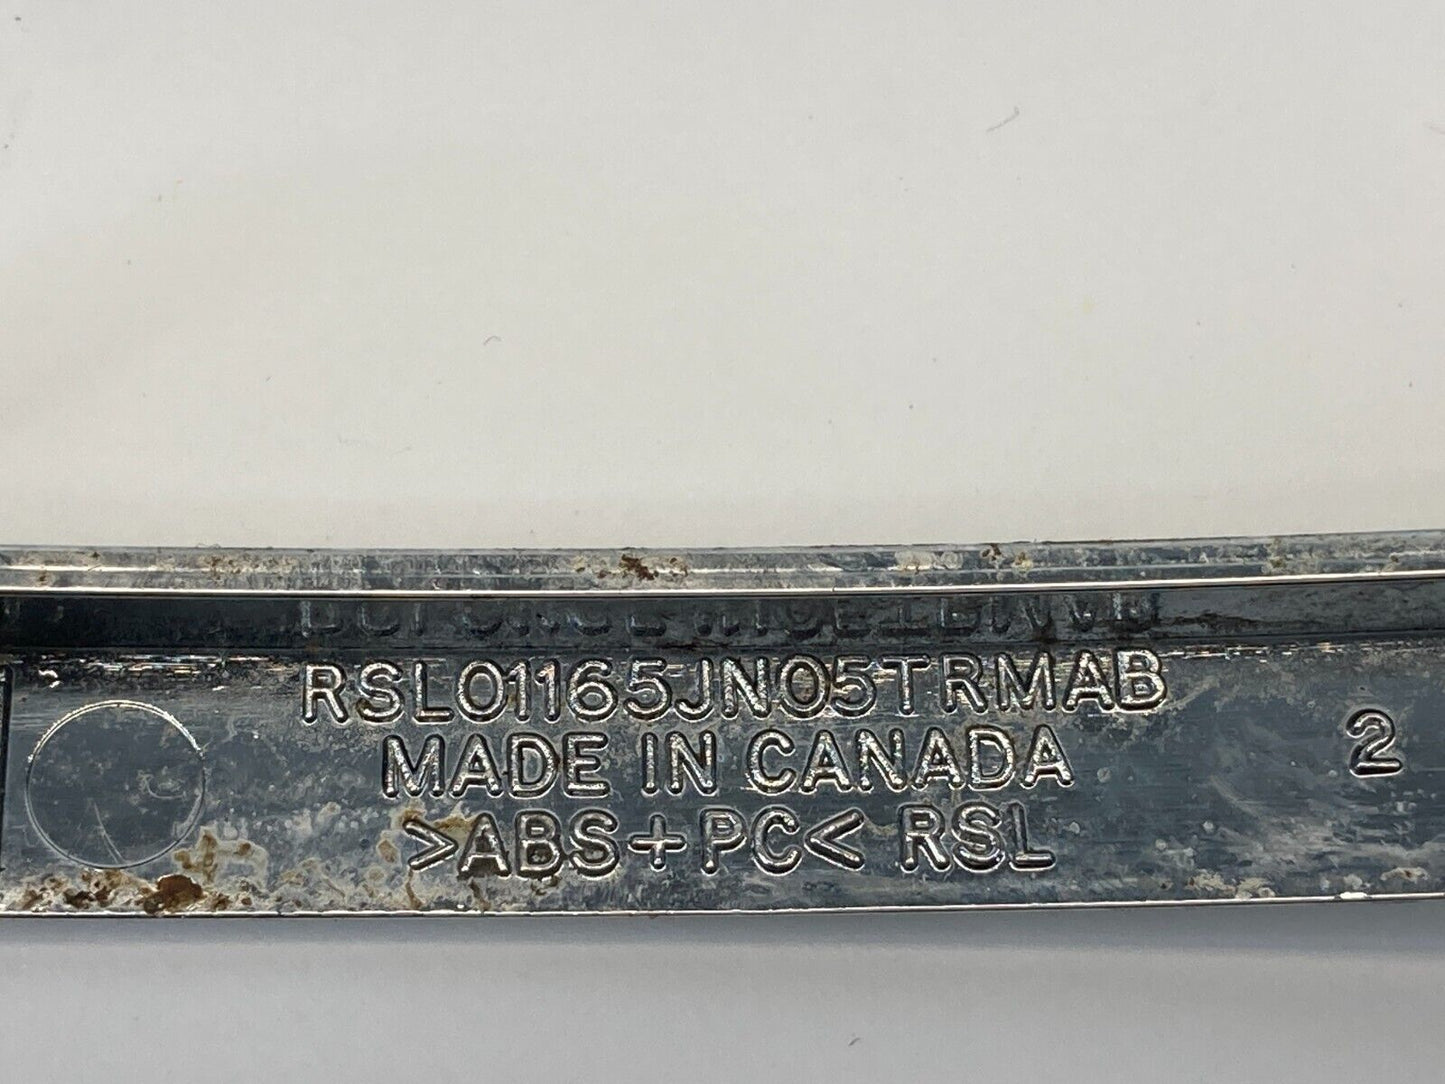 RSL01165JN05TRMAB
MADE IN CANADA
2
>ABS+PC< RSL